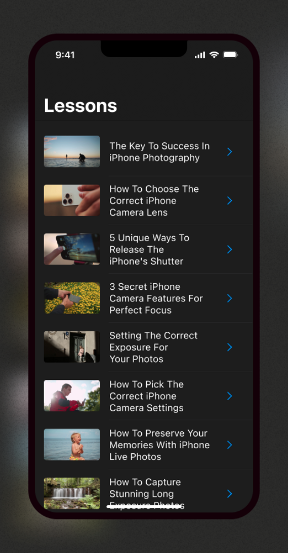 9:41
Lessons
The Key To Success In
iPhone Photography
How To Choose The
Correct iPhone
Camera Lens
5 Unique Ways To
Release The
iPhone's Shutter
3 Secret iPhone
Camera Features For
Perfect Focus
Setting The Correct
Exposure For
Your Photos
How To Pick The
Correct iPhone
Camera Settings
How To Preserve Your
Memories With iPhone
Live Photos
How To Capture
Stunning Long
Exposure Photos